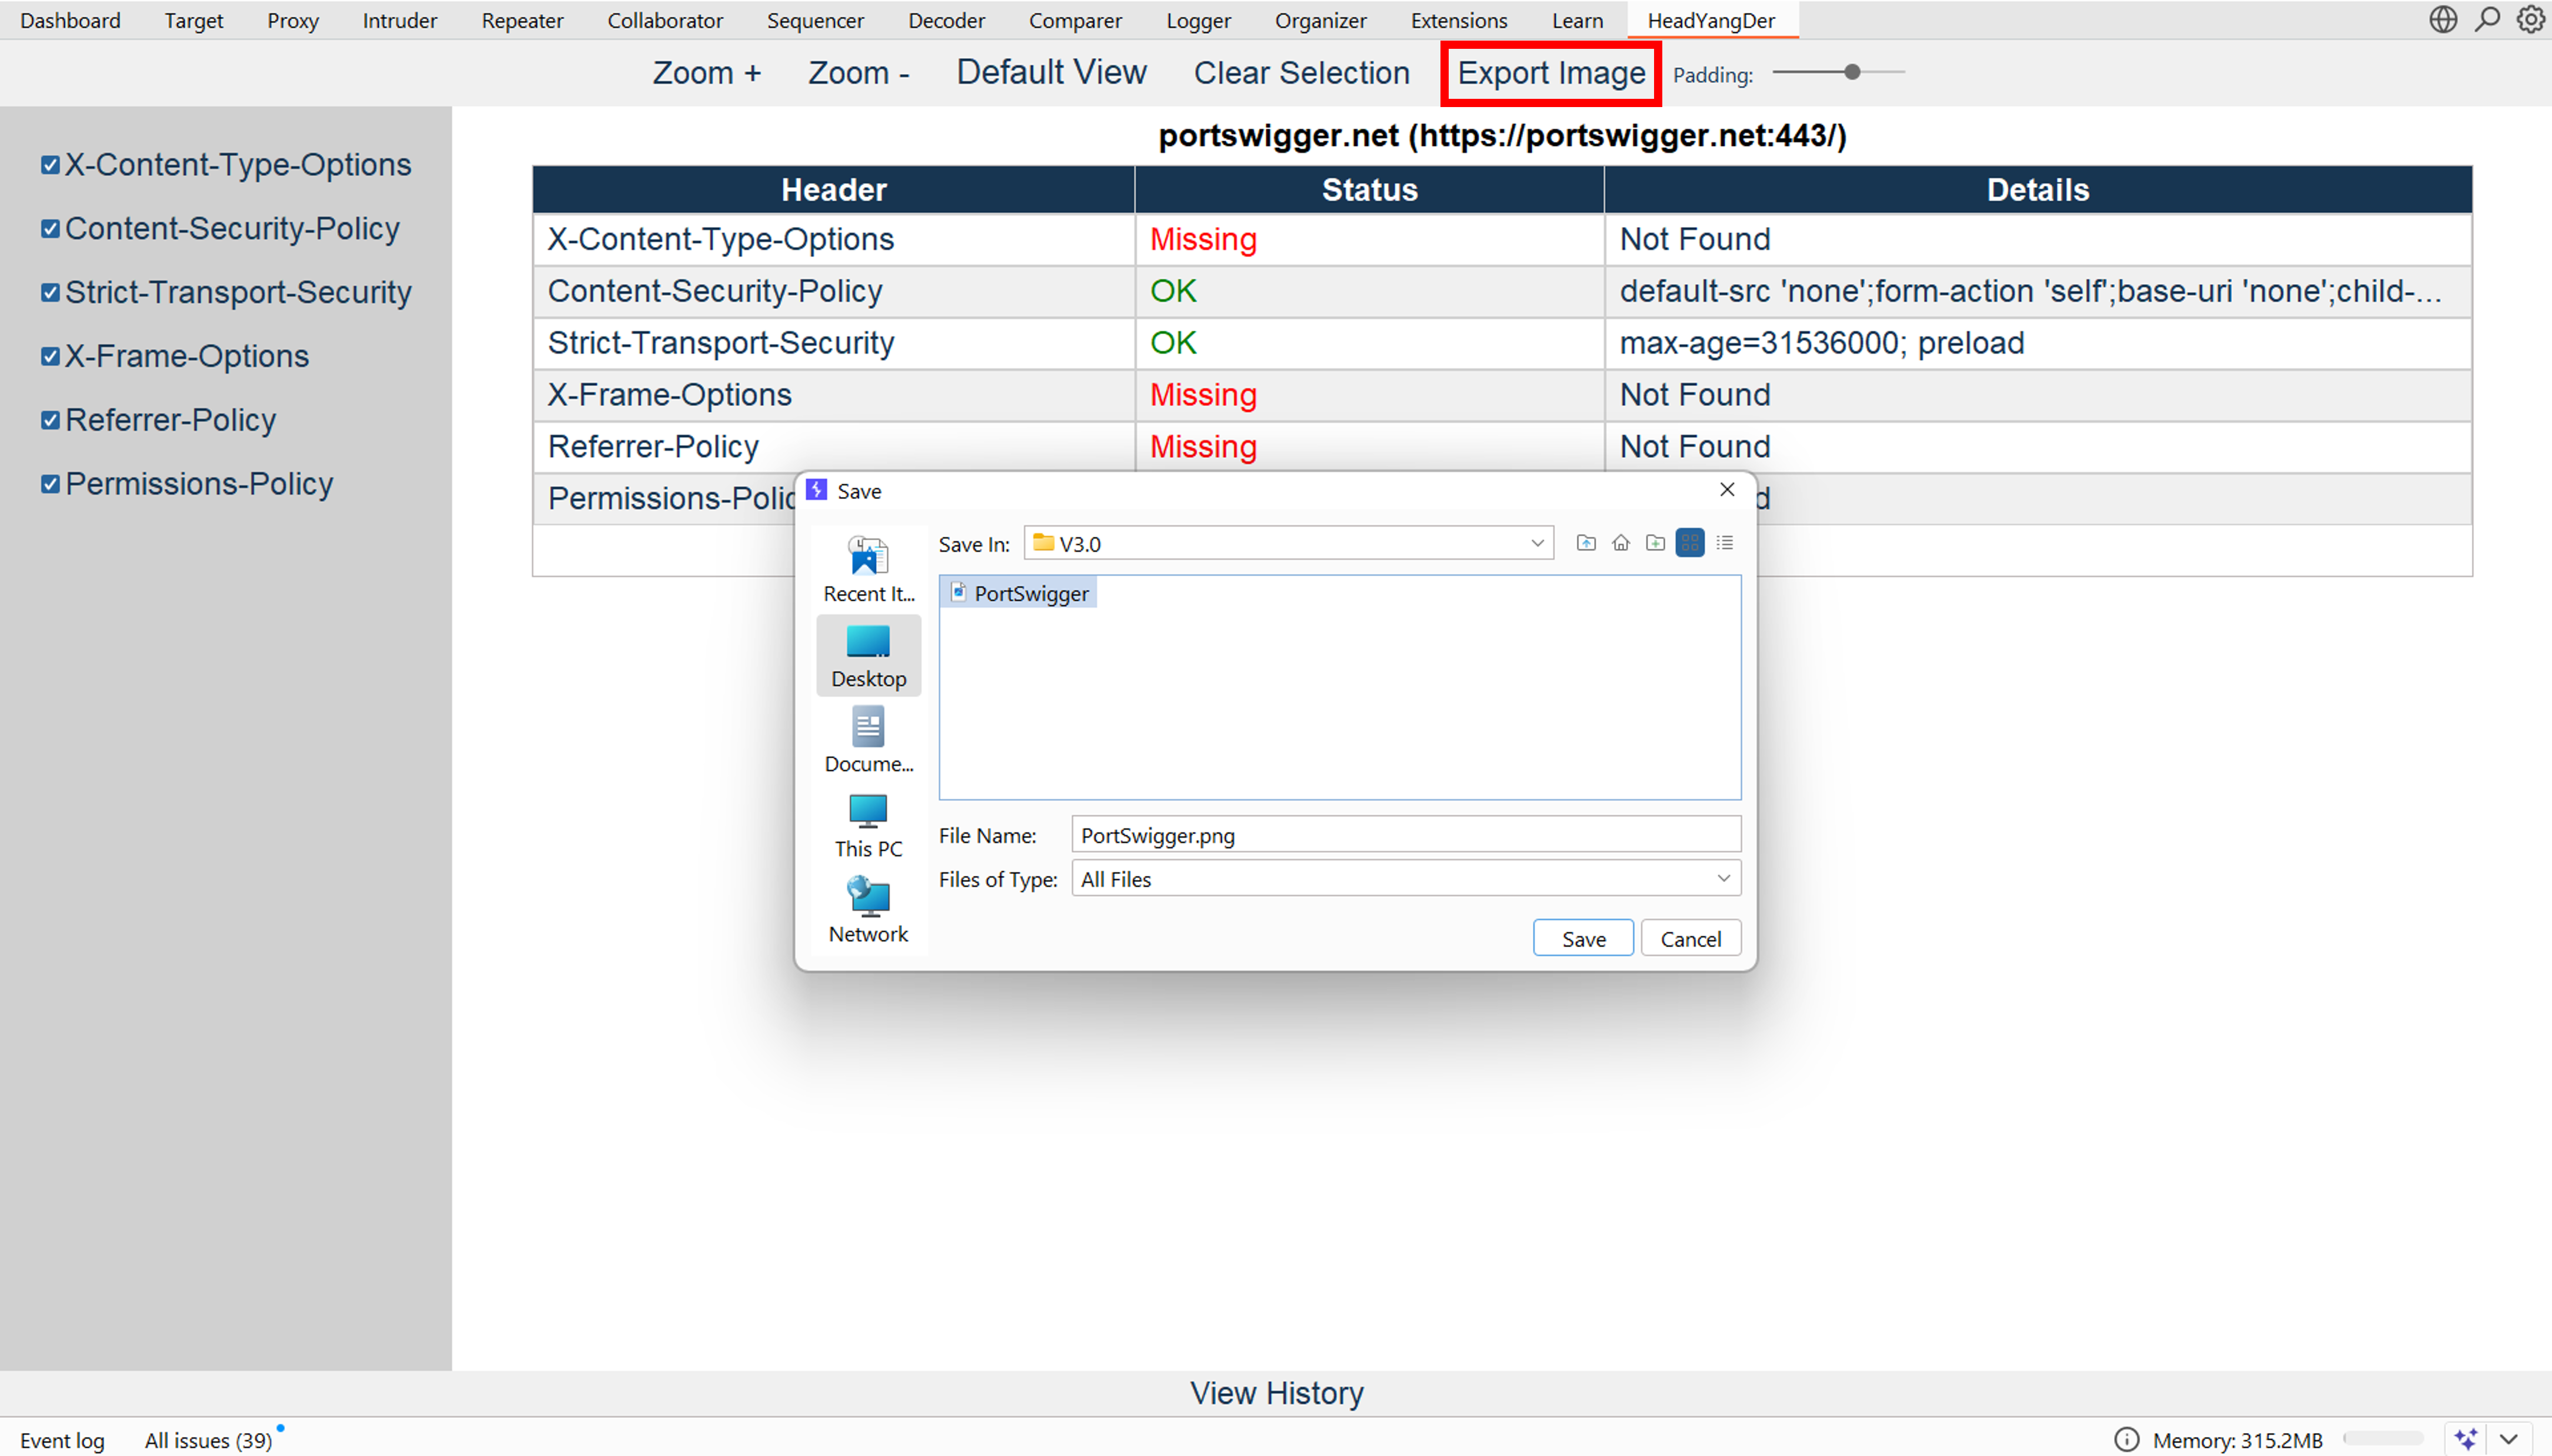 Dashboard Target Proxy Intruder Repeater Collaborator Sequencer Decoder Comparer Logger Organizer Extensions Learn HeadYangDer
Zoom + Zoom - Default View Clear Selection Export Image Padding:
X-Content-Type-Options
Content-Security-Policy
Strict-Transport-Security
X-Frame-Options
Referrer-Policy
Permissions-Policy
portswigger.net (https://portswigger.net:443/)
Header Status Details
X-Content-Type-Options Missing Not Found
Content-Security-Policy OK default-src 'none';form-action 'self';base-uri 'none';child-...
Strict-Transport-Security OK max-age=31536000; preload
X-Frame-Options Missing Not Found
Referrer-Policy Missing Not Found
Permissions-Polic d
Save
Save In: V3.0
Recent It...
Desktop
Docume...
This PC
Network
PortSwigger
File Name: PortSwigger.png
Files of Type: All Files
Save Cancel
View History
Event log All issues (39) Memory: 315.2MB